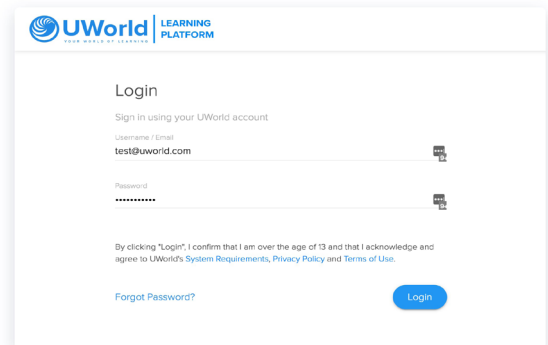 UWorld
YOUR WORLD OF LEARNING
LEARNING
PLATFORM
Login
Sign in using your UWorld account
Username / Email
test@uworld.com
Password
•••••••••••
By clicking "Login", I confirm that I am over the age of 13 and that I acknowledge and
agree to UWorld's System Requirements, Privacy Policy and Terms of Use.
Forgot Password?
Login